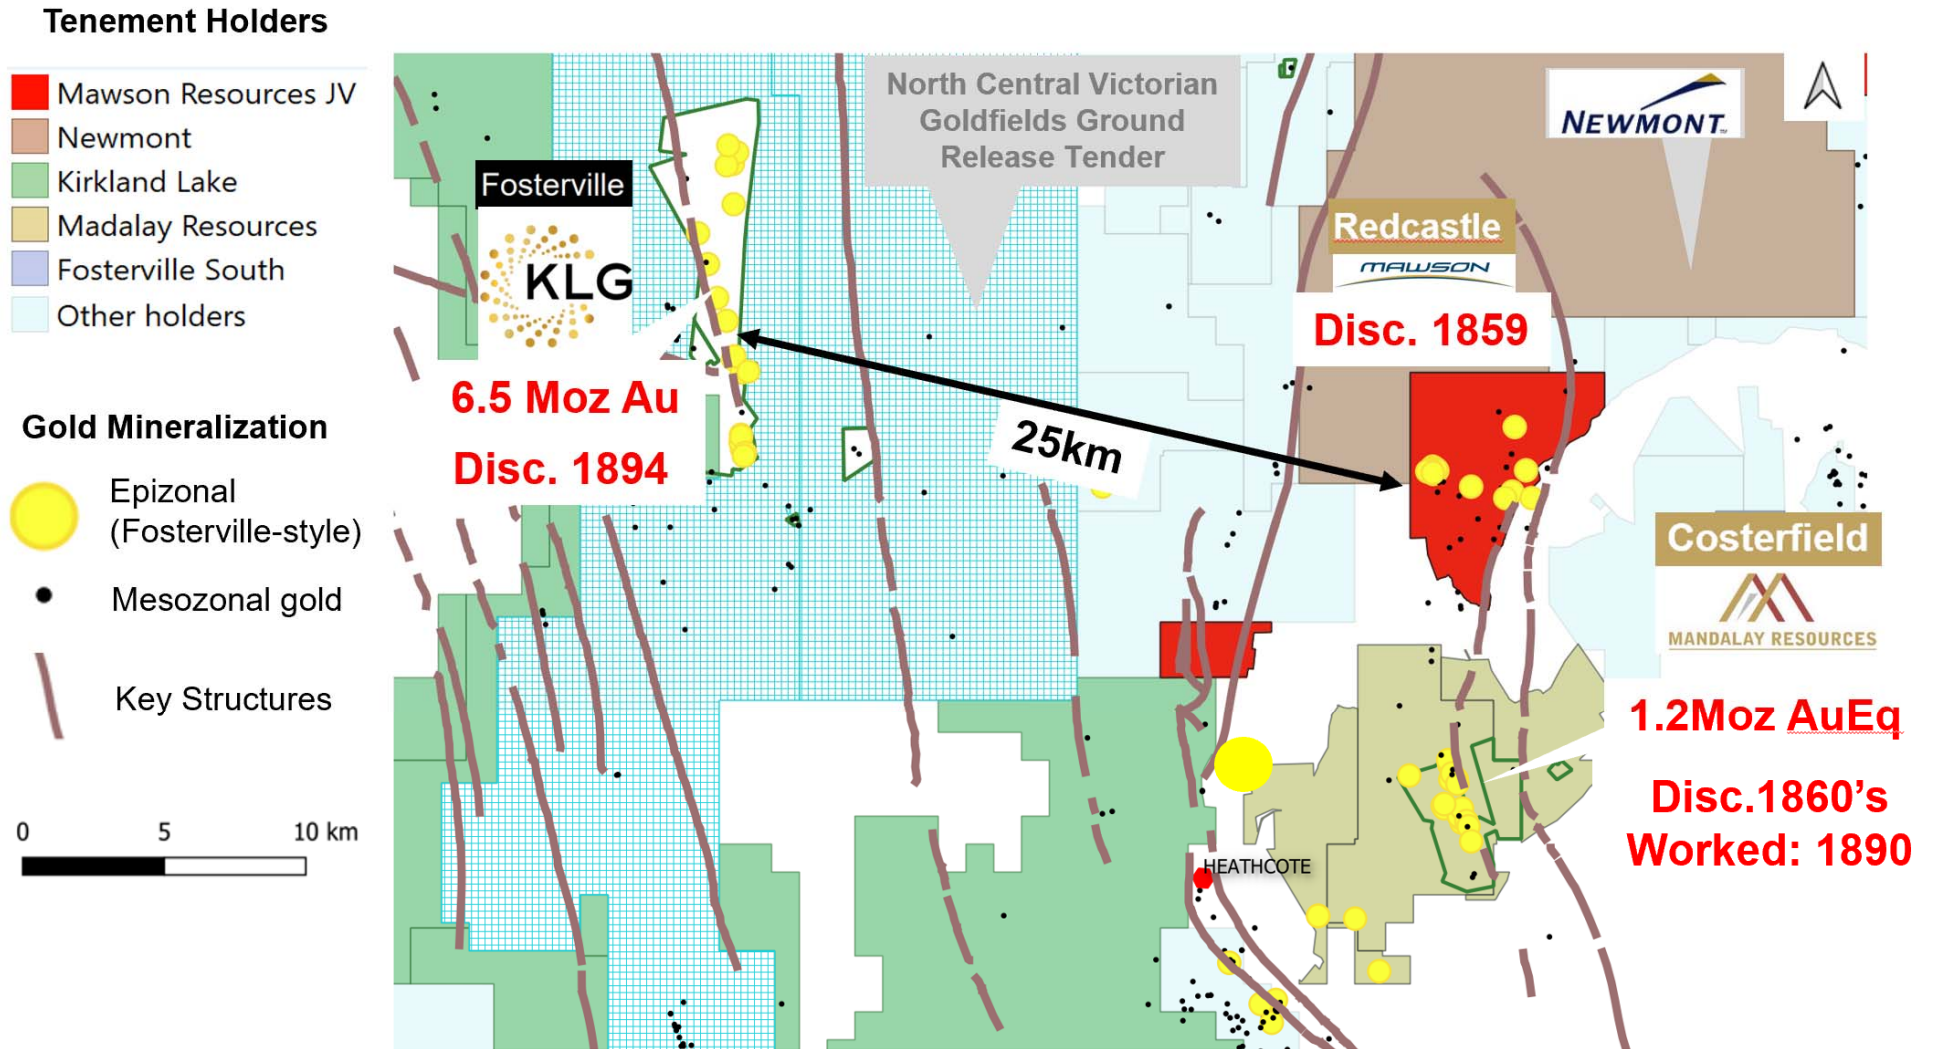 Tenement Holders
Mawson Resources JV
Newmont
Kirkland Lake
Madalay Resources
Fosterville South
Other holders
Gold Mineralization
Epizonal
(Fosterville-style)
Mesozonal gold
Key Structures
0 5 10 km
Fosterville
KLG
6.5 Moz Au
Disc. 1894
North Central Victorian
Goldfields Ground
Release Tender
25km
NEWMONT
Redcastle
MAWSON
Disc. 1859
Costerfield
MANDALAY RESOURCES
1.2Moz AuEq
Disc.1860's
Worked: 1890
HEATHCOTE